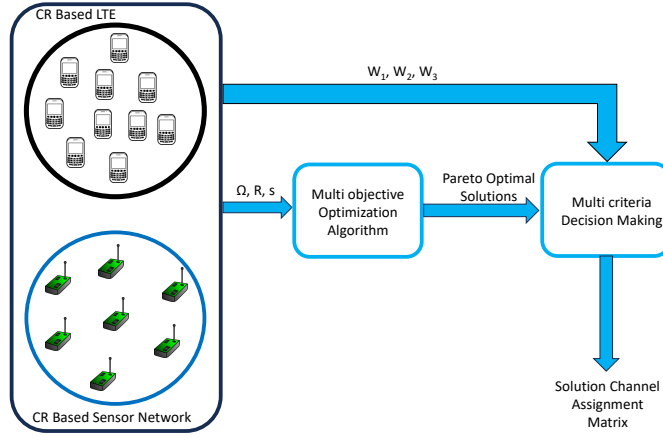 CR Based LTE
W1, W2, W3
Ω, R, s
Multi objective
Optimization
Algorithm
Pareto Optimal
Solutions
Multi criteria
Decision Making
CR Based Sensor Network
Solution Channel
Assignment
Matrix